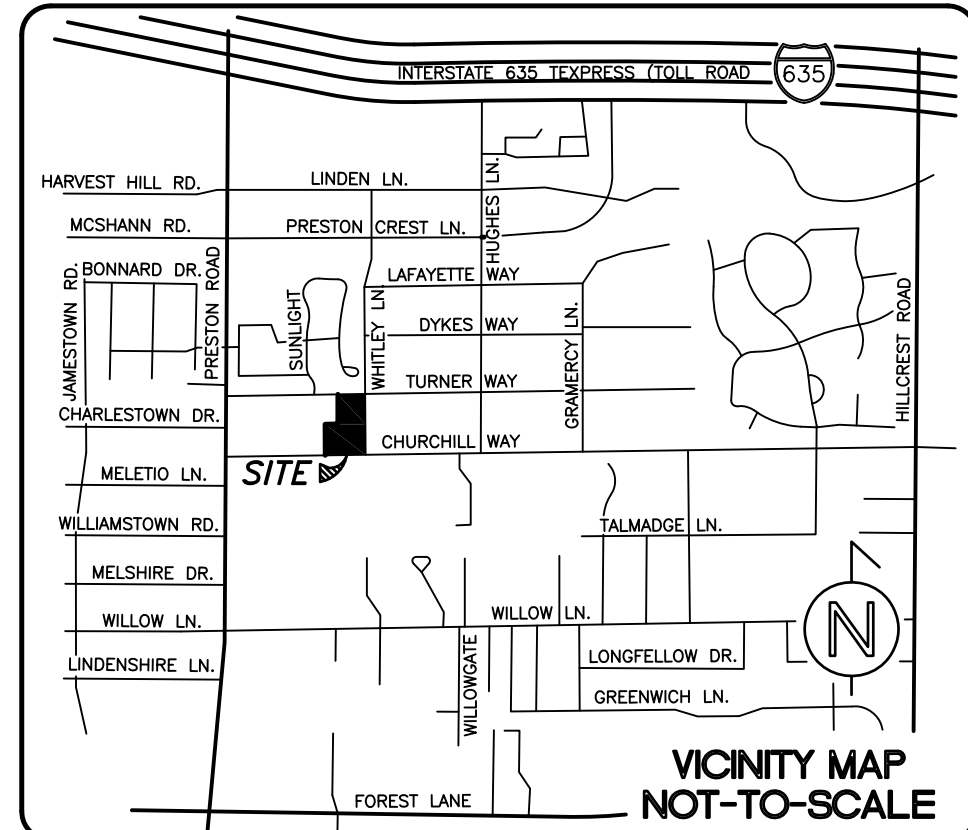 INTERSTATE 635 TEXPRESS (TOLL ROAD
635
HARVEST HILL RD.
LINDEN LN.
MCSHANN RD.
PRESTON CREST LN.
HUGHES LN.
BONNARD DR.
LAFAYETTE WAY
JAMESTOWN RD.
PRESTON ROAD
SUNLIGHT
WHITLEY LN.
DYKES WAY
GRAMERCY LN.
HILLCREST ROAD
TURNER WAY
CHARLESTOWN DR.
CHURCHILL WAY
SITE
MELETIO LN.
WILLIAMSTOWN RD.
TALMADGE LN.
MELSHIRE DR.
WILLOW LN.
WILLOW LN.
N
LINDENSHIRE LN.
WILLOWGATE
LONGFELLOW DR.
GREENWICH LN.
FOREST LANE
VICINITY MAP
NOT-TO-SCALE